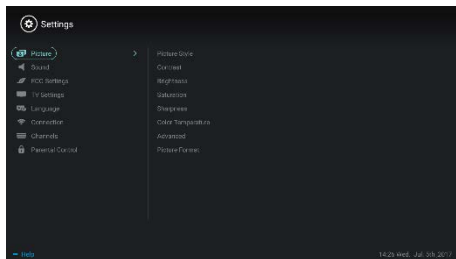 Settings
Picture
Sound
ECO Settings
TV Settings
Language
Connection
Channels
Parental Control
Picture Style
Contrast
Brightness
Saturation
Sharpness
Color Temperature
Advanced
Picture Format
Help
14:26 Wed, Jul, 5th, 2017